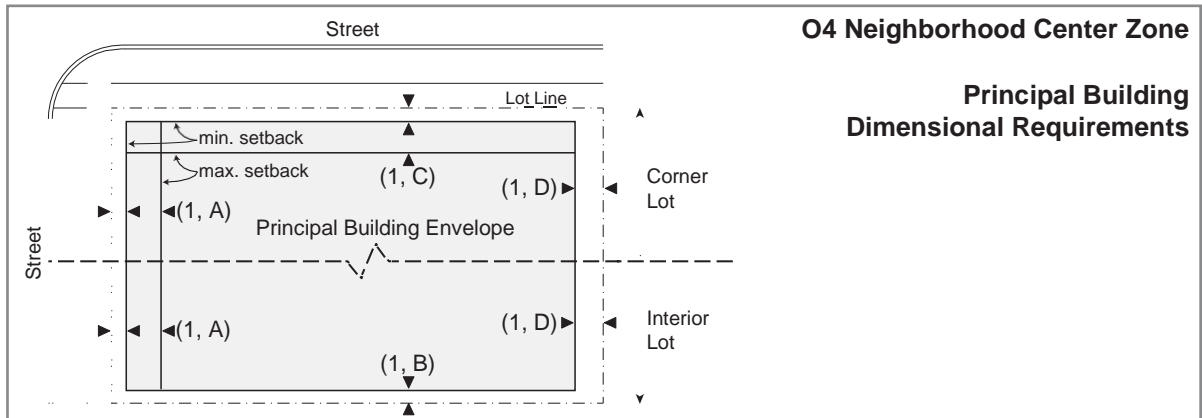 Street
O4 Neighborhood Center Zone
Principal Building
Dimensional Requirements
Lot Line
min. setback
max. setback
(1, C)
(1, D)
Corner
Lot
(1, A)
Principal Building Envelope
Street
(1, A)
(1, D)
Interior
Lot
(1, B)